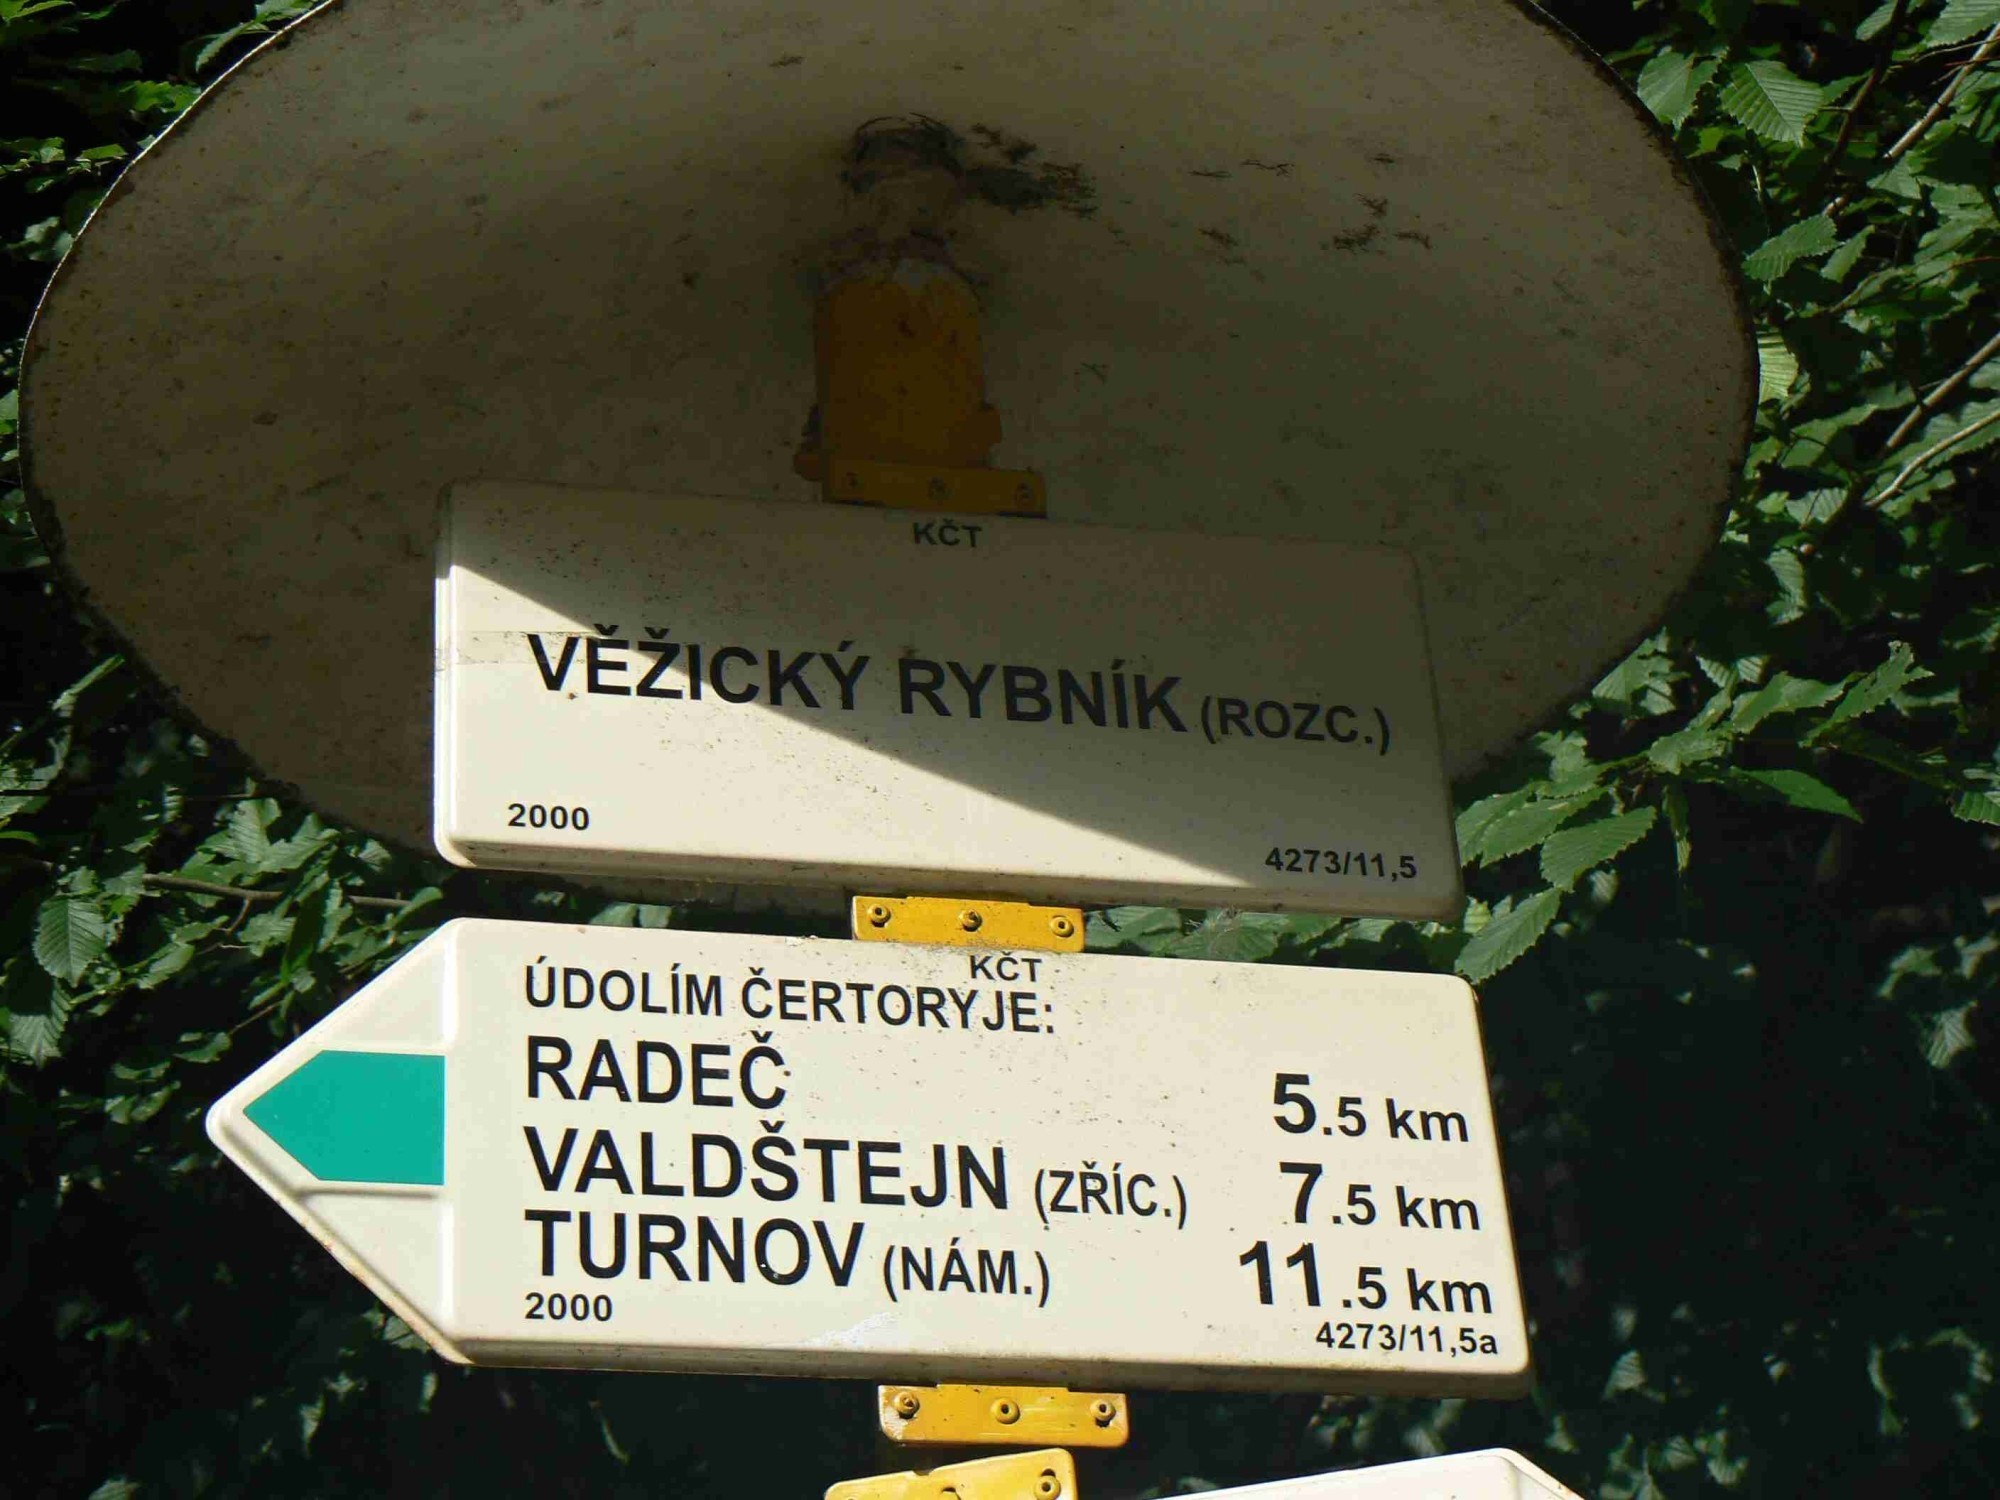 KČT
VĚŽICKÝ RYBNÍK (ROZC.)
2000 4273/11,5
KČT
ÚDOLÍM ČERTORYJE:
RADEČ 5.5 km
VALDŠTEJN (ZŘÍC.) 7.5 km
TURNOV (NÁM.) 11.5 km
2000 4273/11,5a